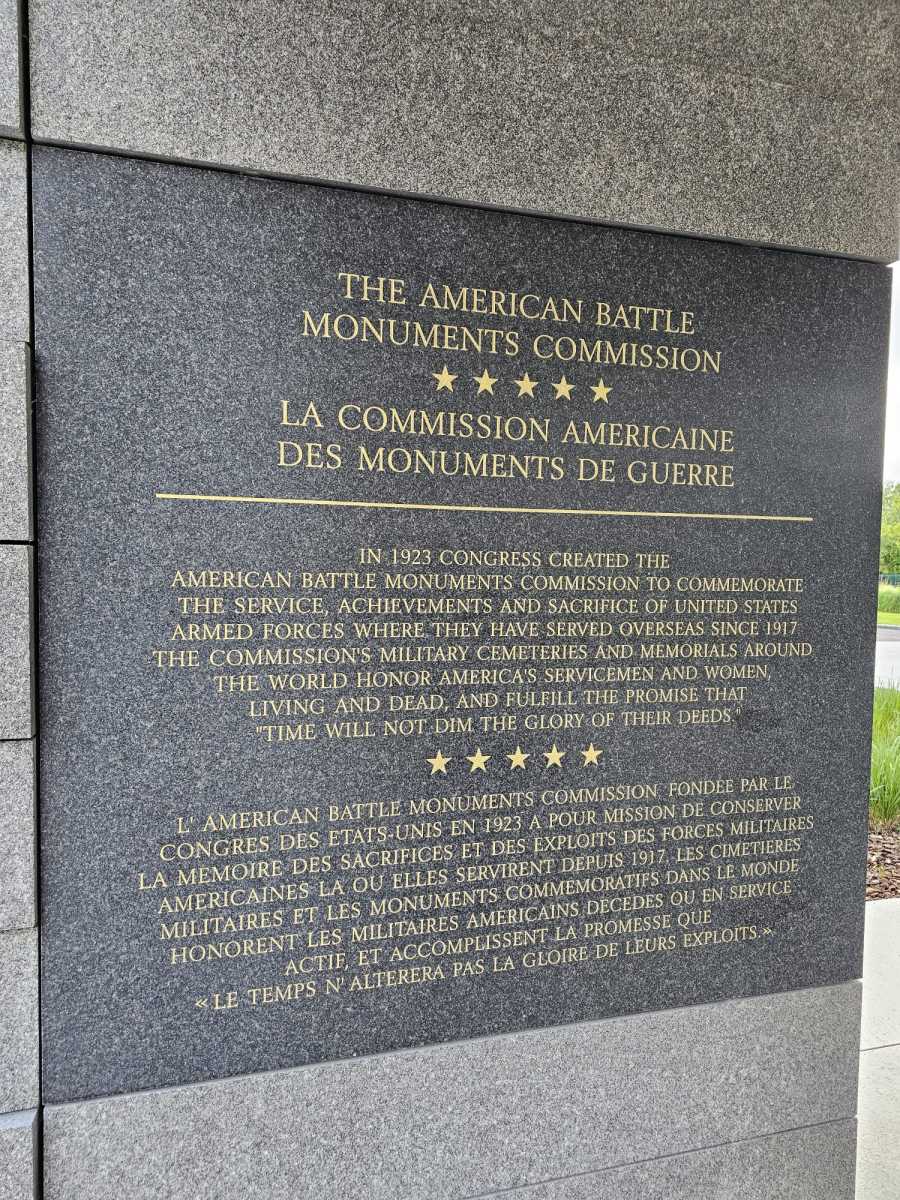 THE AMERICAN BATTLE
MONUMENTS COMMISSION
LA COMMISSION AMERICAINE
DES MONUMENTS DE GUERRE
IN 1923 CONGRESS CREATED THE
AMERICAN BATTLE MONUMENTS COMMISSION TO COMMEMORATE
THE SERVICE, ACHIEVEMENTS AND SACRIFICE OF UNITED STATES
ARMED FORCES WHERE THEY HAVE SERVED OVERSEAS SINCE 1917
THE COMMISSION'S MILITARY CEMETERIES AND MEMORIALS AROUND
THE WORLD HONOR AMERICA'S SERVICEMEN AND WOMEN,
LIVING AND DEAD, AND FULFILL THE PROMISE THAT
"TIME WILL NOT DIM THE GLORY OF THEIR DEEDS."
L' AMERICAN BATTLE MONUMENTS COMMISSION FONDEE PAR LE
CONGRES DES ETATS-UNIS EN 1923 A POUR MISSION DE CONSERVER
LA MEMOIRE DES SACRIFICES ET DES EXPLOITS DES FORCES MILITAIRES
AMERICAINES LA OU ELLES SERVIRENT DEPUIS 1917. LES CIMETIERES
MILITAIRES ET LES MONUMENTS COMMEMORATIFS DANS LE MONDE
HONORENT LES MILITAIRES AMERICAINS DECEDES OU EN SERVICE
ACTIF, ET ACCOMPLISSENT LA PROMESSE QUE
«LE TEMPS N' ALTERERA PAS LA GLOIRE DE LEURS EXPLOITS.»